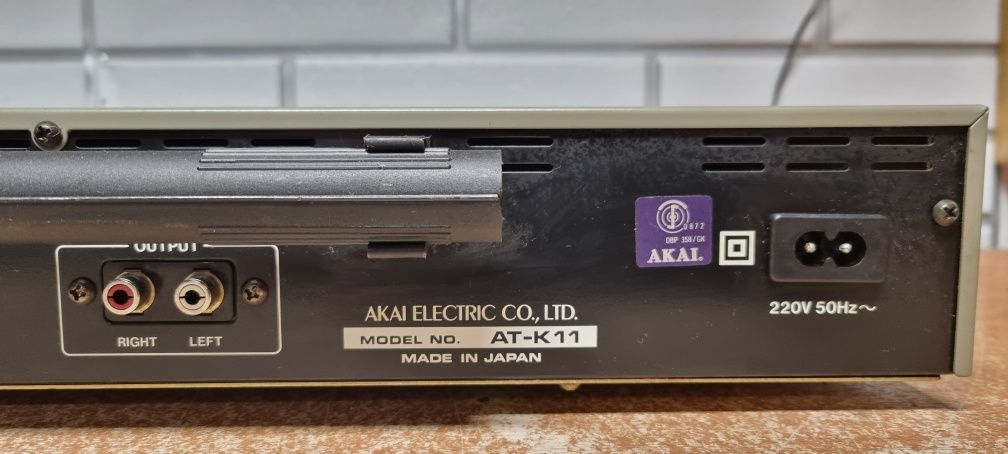 OUTPUT
RIGHT LEFT
AKAI ELECTRIC CO., LTD.
MODEL NO. AT-K11
MADE IN JAPAN
0872
DBP 358/GK
AKAI.
220V 50Hz~